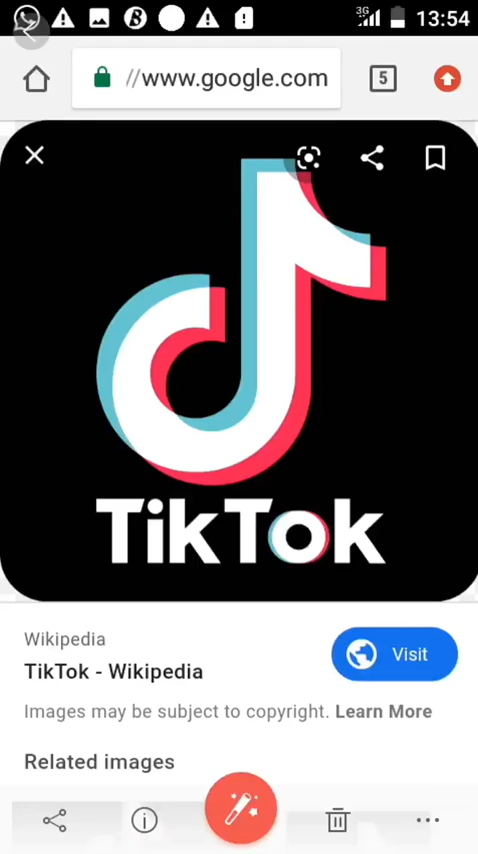 3G
13:54
//www.google.com
5
TikTok
Wikipedia
TikTok - Wikipedia
Visit
Images may be subject to copyright. Learn More
Related images